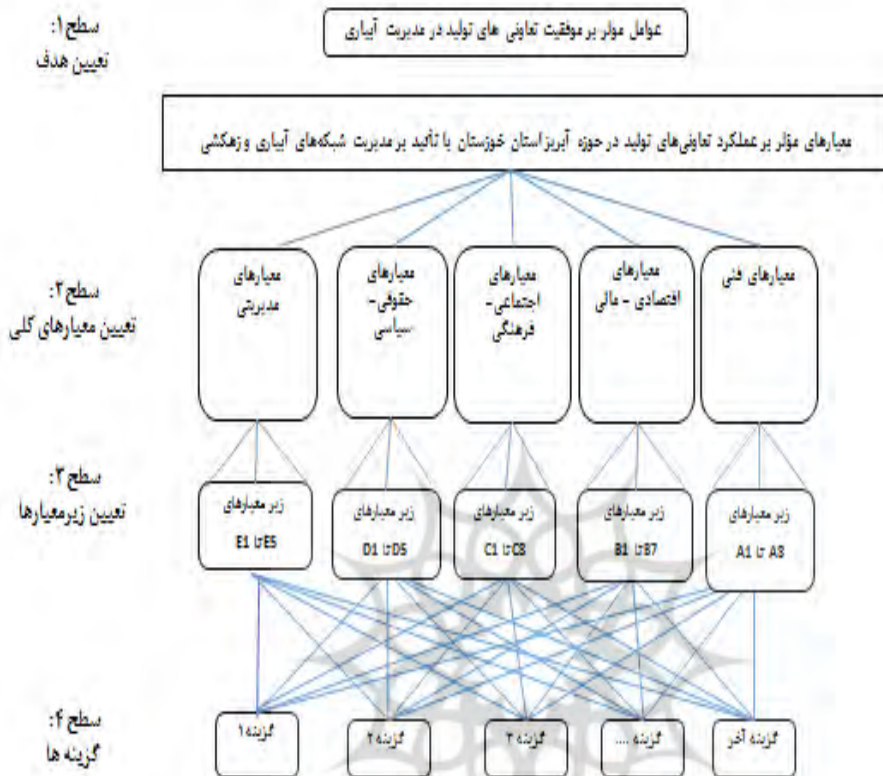 سطح ۱:
تعیین هدف
عوامل موثر بر موفقیت تعاونی های تولید در مدیریت آبیاری
معیارهای مؤثر بر عملکرد تعاونی‌های تولید در حوزه آبریز استان خوزستان با تأکید بر مدیریت شبکه‌های آبیاری و زهکشی
سطح ۲:
تعیین معیارهای کلی
معیارهای فنی
معیارهای
اقتصادی - مالی
معیارهای
اجتماعی-
فرهنگی
معیارهای
حقوقی-
سیاسی
معیارهای
مدیریتی
سطح ۳:
تعیین زیرمعیارها
زیر معیارهای
A1 تا A8
زیر معیارهای
B1 تا B7
زیر معیارهای
C1 تا C8
زیر معیارهای
D1 تا D5
زیر معیارهای
E1 تا E5
سطح ۴:
گزینه ها
گزینه آخر
گزینه ....
گزینه ۳
گزینه ۲
گزینه ۱